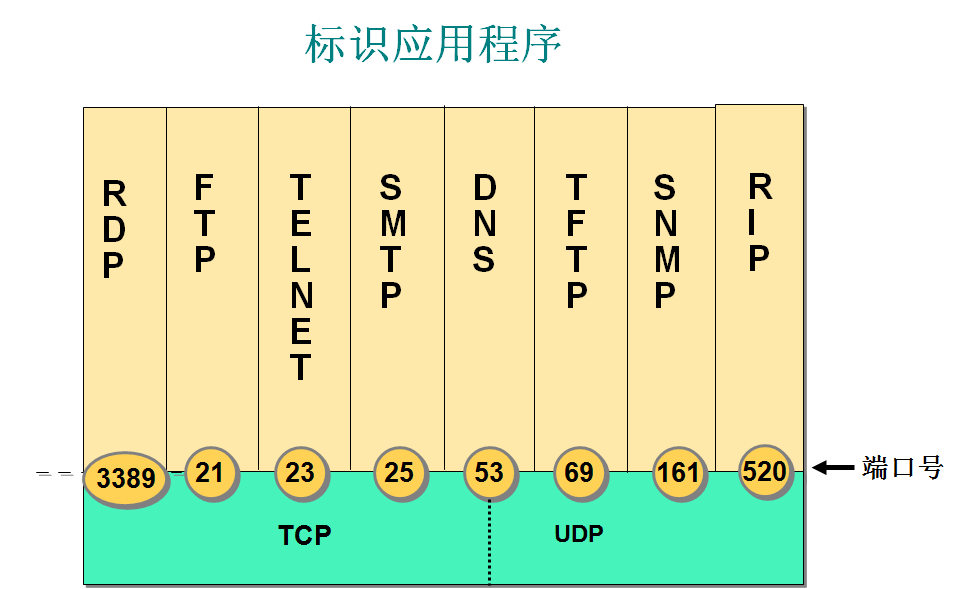 标识应用程序
RDP
FTP
TELNET
SMTP
DNS
TFTP
SNMP
RIP
3389
21
23
25
53
69
161
520
端口号
TCP
UDP